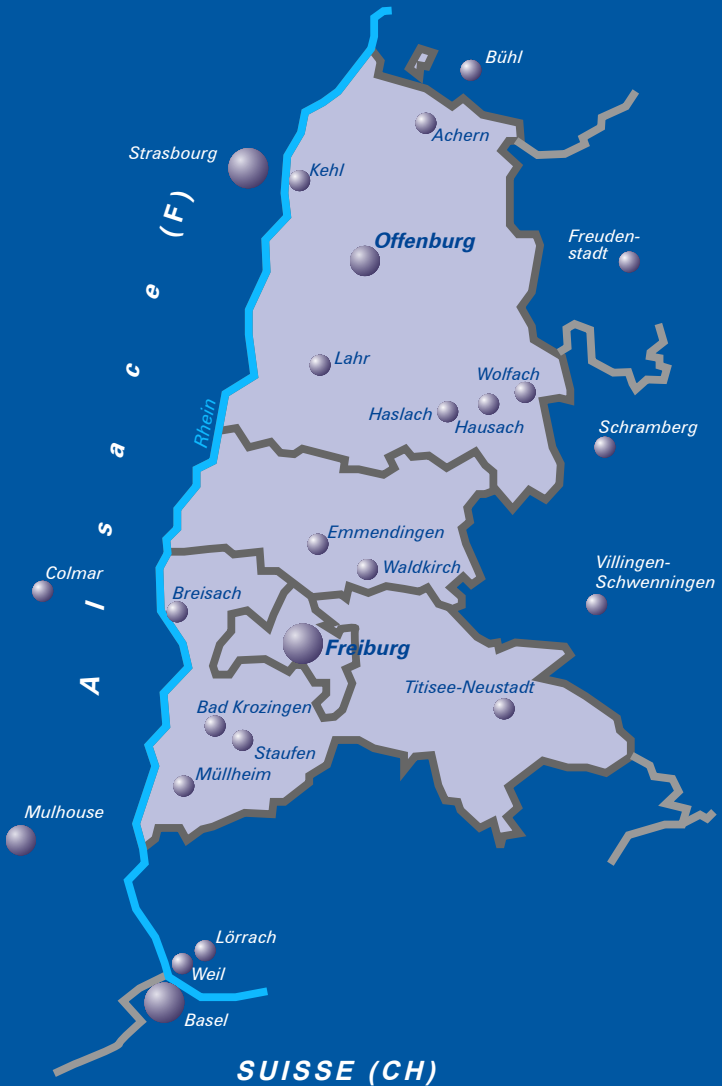 Bühl
Achern
Strasbourg
Kehl
Alsace (F)
Offenburg
Freuden-
stadt
Lahr
Wolfach
Haslach
Hausach
Rhein
Schramberg
Emmendingen
Waldkirch
Colmar
Villingen-
Schwenningen
Breisach
Freiburg
Titisee-Neustadt
Bad Krozingen
Staufen
Müllheim
Mulhouse
Lörrach
Weil
Basel
SUISSE (CH)